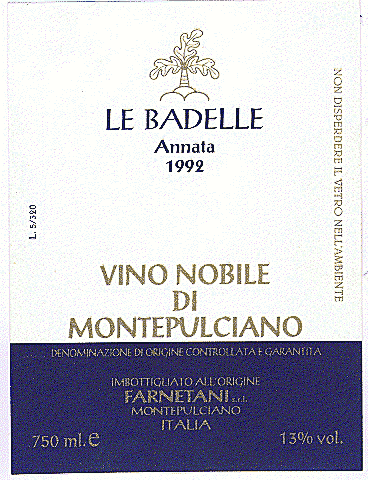 LE BADELLE
Annata
1992
NON DISPERDERE IL VETRO NELL'AMBIENTE
L. 5/320
VINO NOBILE
DI
MONTEPULCIANO
DENOMINAZIONE DI ORIGINE CONTROLLATA E GARANTITA
IMBOTTIGLIATO ALL'ORIGINE
FARNETANI s.r.l.
MONTEPULCIANO
ITALIA
750 ml. e
13% vol.